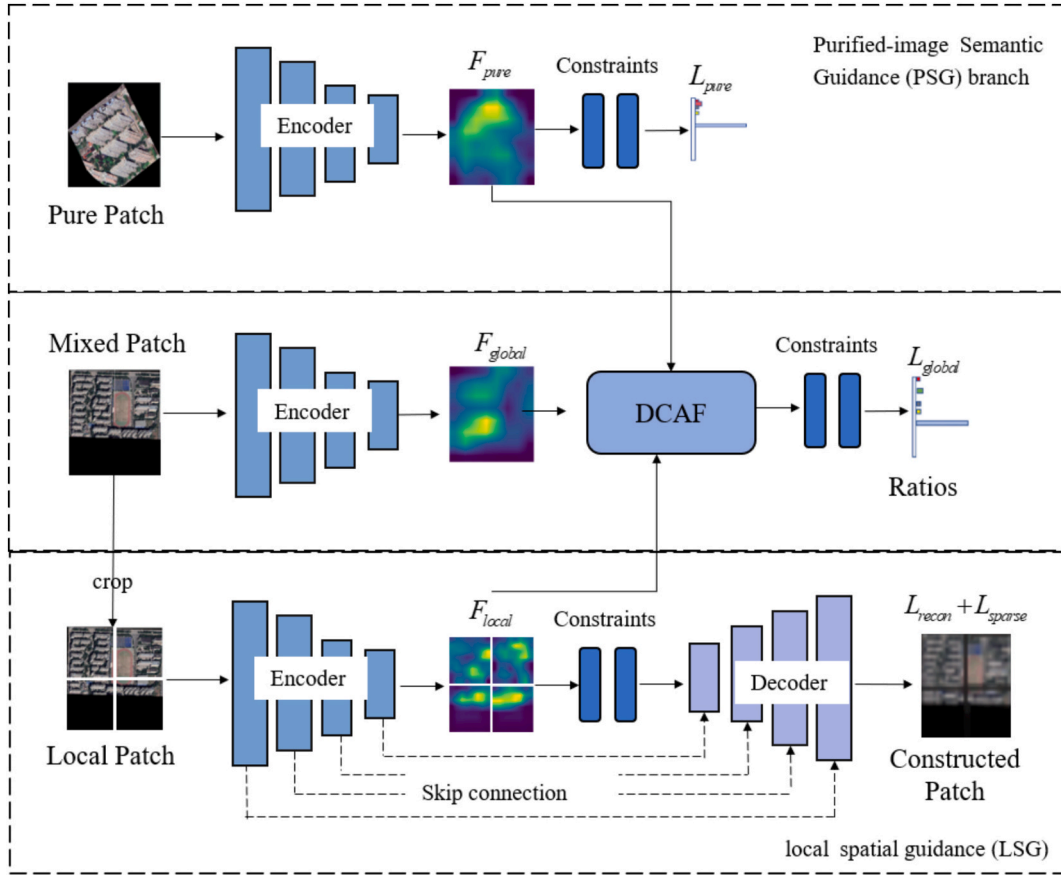 Purified-image Semantic
Guidance (PSG) branch
Pure Patch
Encoder
F_pure
Constraints
L_pure
Mixed Patch
Encoder
F_global
DCAF
Constraints
L_global
Ratios
crop
Local Patch
Encoder
F_local
Constraints
Decoder
L_recon + L_sparse
Constructed
Patch
Skip connection
local spatial guidance (LSG)